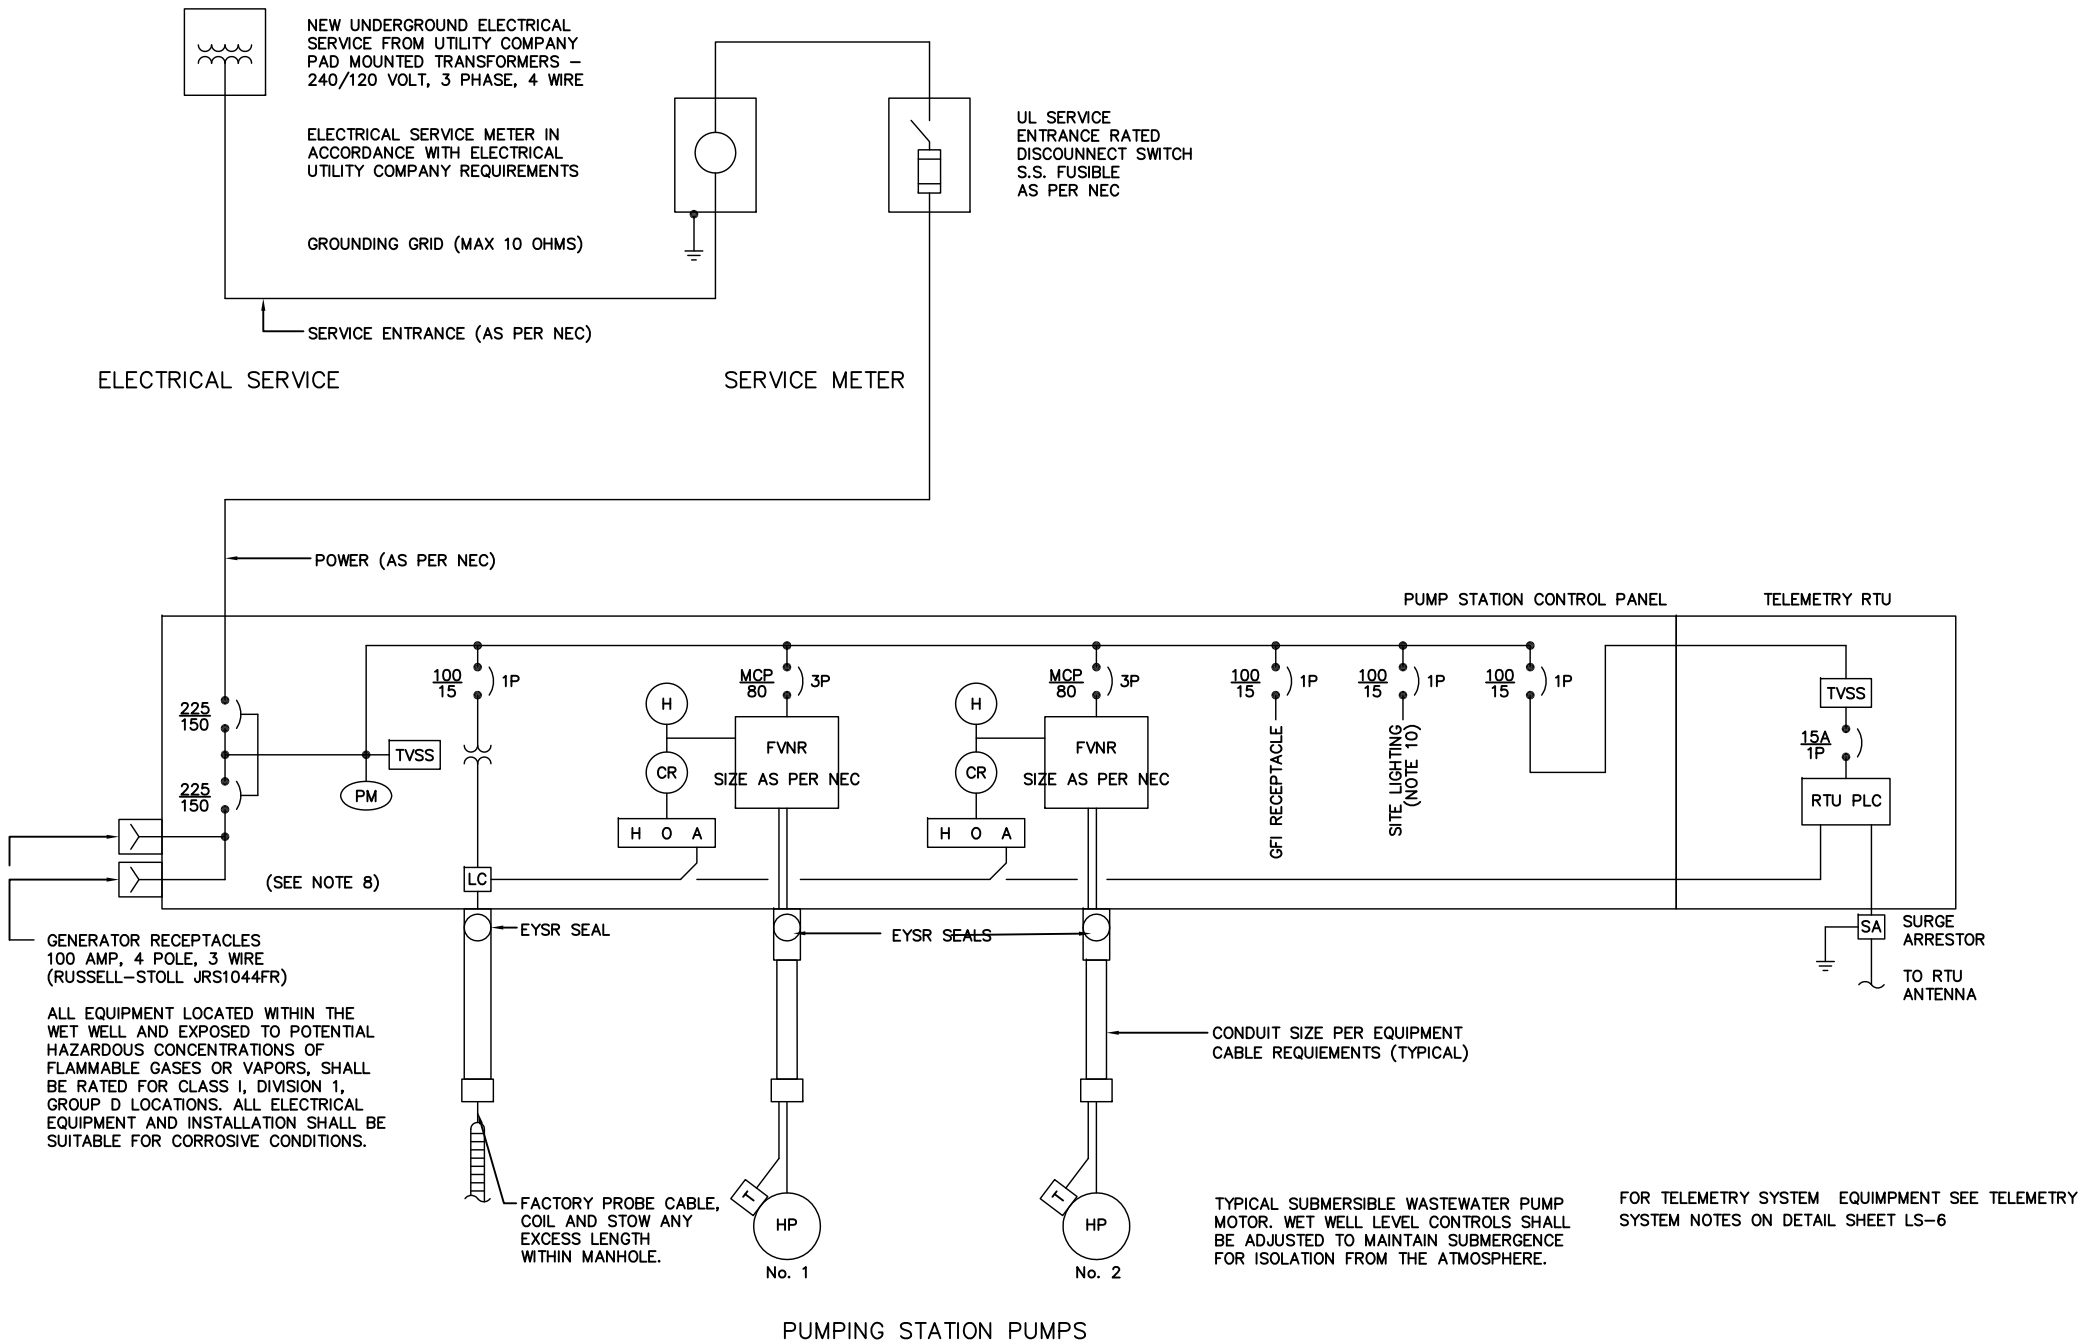 NEW UNDERGROUND ELECTRICAL
SERVICE FROM UTILITY COMPANY
PAD MOUNTED TRANSFORMERS –
240/120 VOLT, 3 PHASE, 4 WIRE
ELECTRICAL SERVICE METER IN
ACCORDANCE WITH ELECTRICAL
UTILITY COMPANY REQUIREMENTS
GROUNDING GRID (MAX 10 OHMS)
SERVICE ENTRANCE (AS PER NEC)
UL SERVICE
ENTRANCE RATED
DISCOUNNECT SWITCH
S.S. FUSIBLE
AS PER NEC
ELECTRICAL SERVICE
SERVICE METER
POWER (AS PER NEC)
PUMP STATION CONTROL PANEL
TELEMETRY RTU
225
150
225
150
TVSS
PM
(SEE NOTE 8)
100
15
1P
LC
H
CR
H O A
MCP
80
3P
FVNR
SIZE AS PER NEC
H
CR
H O A
MCP
80
3P
FVNR
SIZE AS PER NEC
100
15
1P
GFI RECEPTACLE
100
15
1P
SITE LIGHTING
(NOTE 10)
100
15
1P
TVSS
15A
1P
RTU PLC
SA
SURGE
ARRESTOR
TO RTU
ANTENNA
EYSR SEAL
EYSR SEALS
GENERATOR RECEPTACLES
100 AMP, 4 POLE, 3 WIRE
(RUSSELL–STOLL JRS1044FR)
ALL EQUIPMENT LOCATED WITHIN THE
WET WELL AND EXPOSED TO POTENTIAL
HAZARDOUS CONCENTRATIONS OF
FLAMMABLE GASES OR VAPORS, SHALL
BE RATED FOR CLASS I, DIVISION 1,
GROUP D LOCATIONS. ALL ELECTRICAL
EQUIPMENT AND INSTALLATION SHALL BE
SUITABLE FOR CORROSIVE CONDITIONS.
CONDUIT SIZE PER EQUIPMENT
CABLE REQUIEMENTS (TYPICAL)
FACTORY PROBE CABLE,
COIL AND STOW ANY
EXCESS LENGTH
WITHIN MANHOLE.
T
HP
No. 1
T
HP
No. 2
TYPICAL SUBMERSIBLE WASTEWATER PUMP
MOTOR. WET WELL LEVEL CONTROLS SHALL
BE ADJUSTED TO MAINTAIN SUBMERGENCE
FOR ISOLATION FROM THE ATMOSPHERE.
FOR TELEMETRY SYSTEM EQUIMPMENT SEE TELEMETRY
SYSTEM NOTES ON DETAIL SHEET LS–6
PUMPING STATION PUMPS